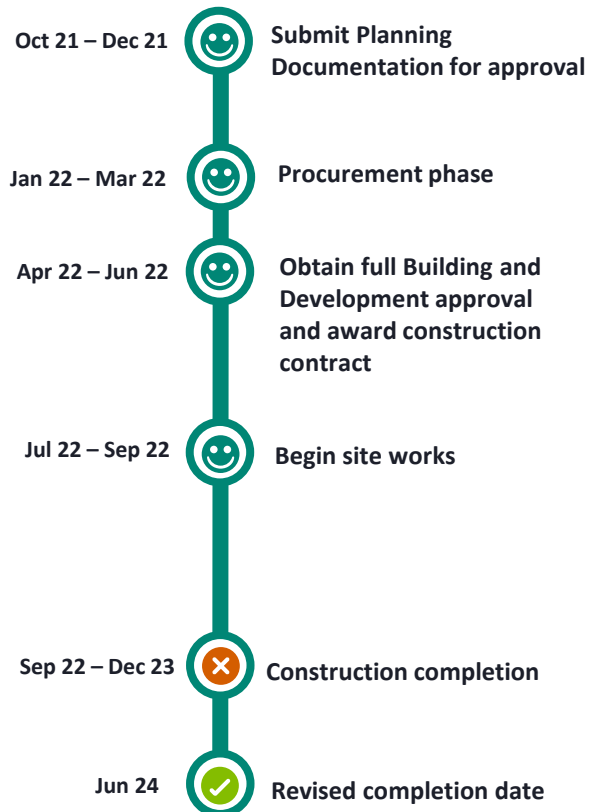 Oct 21 – Dec 21
Submit Planning
Documentation for approval
Jan 22 – Mar 22
Procurement phase
Apr 22 – Jun 22
Obtain full Building and
Development approval
and award construction
contract
Jul 22 – Sep 22
Begin site works
Sep 22 – Dec 23
Construction completion
Jun 24
Revised completion date